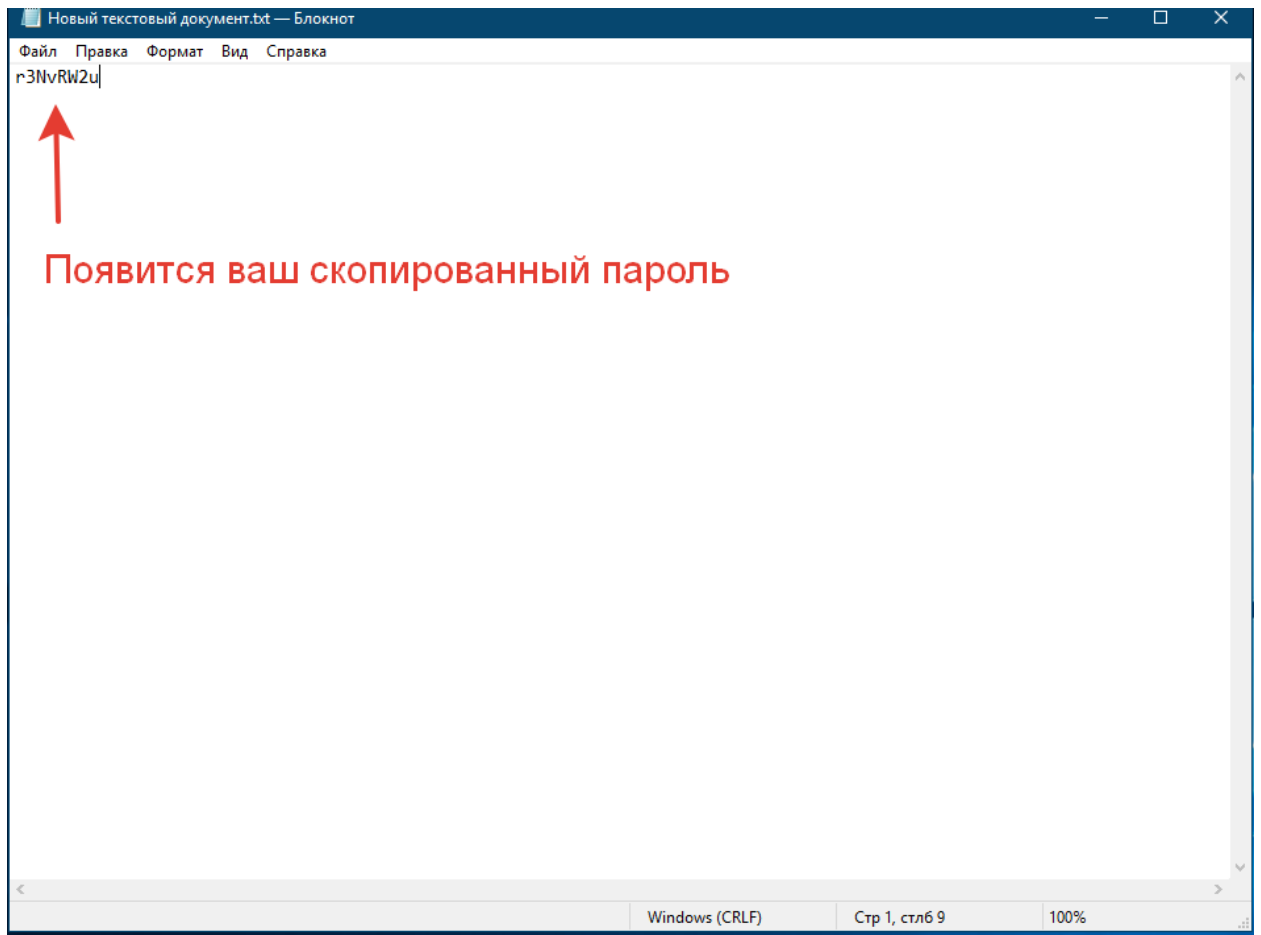 Новый текстовый документ.txt — Блокнот
Файл Правка Формат Вид Справка
r3NvRW2u
Появится ваш скопированный пароль
Windows (CRLF) Стр 1, стлб 9 100%